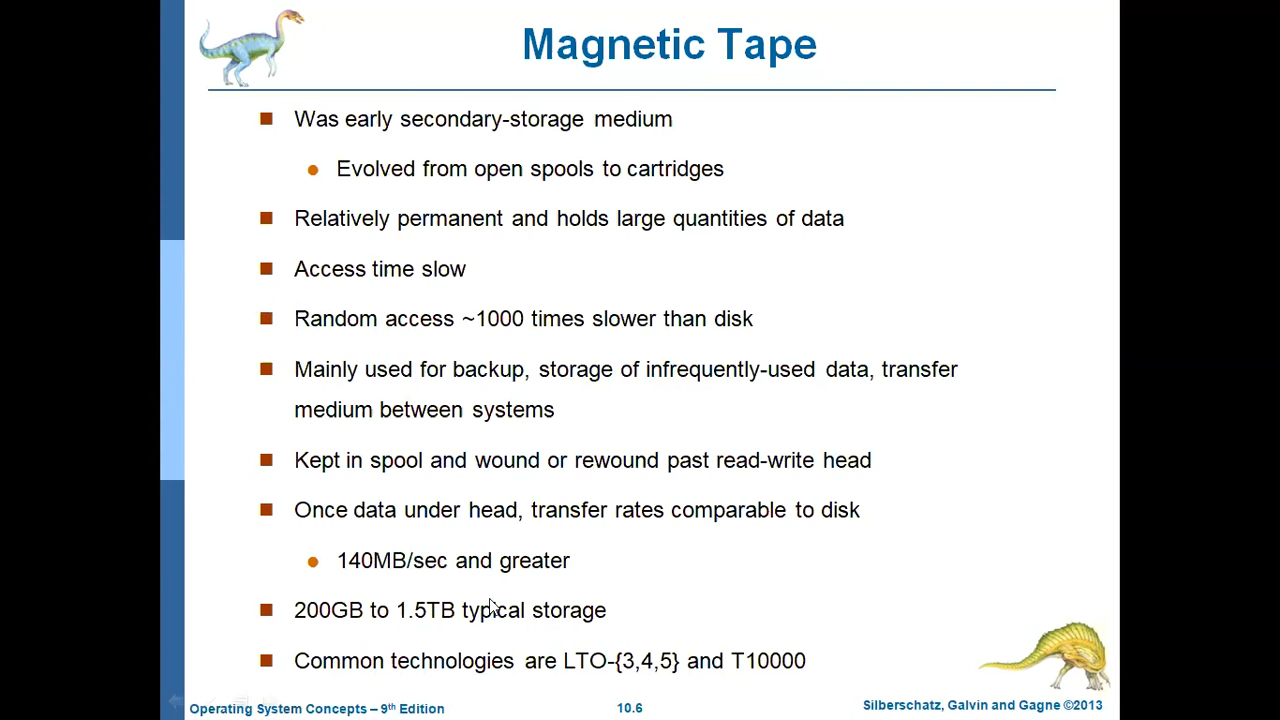 Magnetic Tape
Was early secondary-storage medium
Evolved from open spools to cartridges
Relatively permanent and holds large quantities of data
Access time slow
Random access ~1000 times slower than disk
Mainly used for backup, storage of infrequently-used data, transfer
medium between systems
Kept in spool and wound or rewound past read-write head
Once data under head, transfer rates comparable to disk
140MB/sec and greater
200GB to 1.5TB typical storage
Common technologies are LTO-{3,4,5} and T10000
Operating System Concepts – 9th Edition
10.6
Silberschatz, Galvin and Gagne ©2013